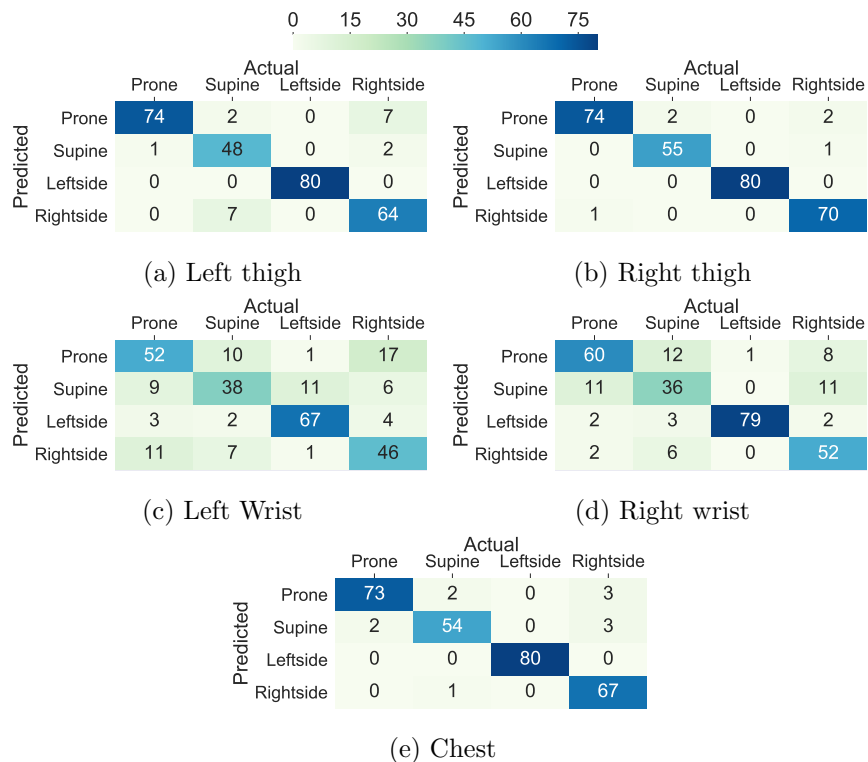 0 15 30 45 60 75
Actual Actual
Prone Supine Leftside Rightside Prone Supine Leftside Rightside
Predicted Predicted
Prone 74 2 0 7 Prone 74 2 0 2
Supine 1 48 0 2 Supine 0 55 0 1
Leftside 0 0 80 0 Leftside 0 0 80 0
Rightside 0 7 0 64 Rightside 1 0 0 70
(a) Left thigh (b) Right thigh
Actual Actual
Prone Supine Leftside Rightside Prone Supine Leftside Rightside
Predicted Predicted
Prone 52 10 1 17 Prone 60 12 1 8
Supine 9 38 11 6 Supine 11 36 0 11
Leftside 3 2 67 4 Leftside 2 3 79 2
Rightside 11 7 1 46 Rightside 2 6 0 52
(c) Left Wrist (d) Right wrist
Actual
Prone Supine Leftside Rightside
Predicted
Prone 73 2 0 3
Supine 2 54 0 3
Leftside 0 0 80 0
Rightside 0 1 0 67
(e) Chest